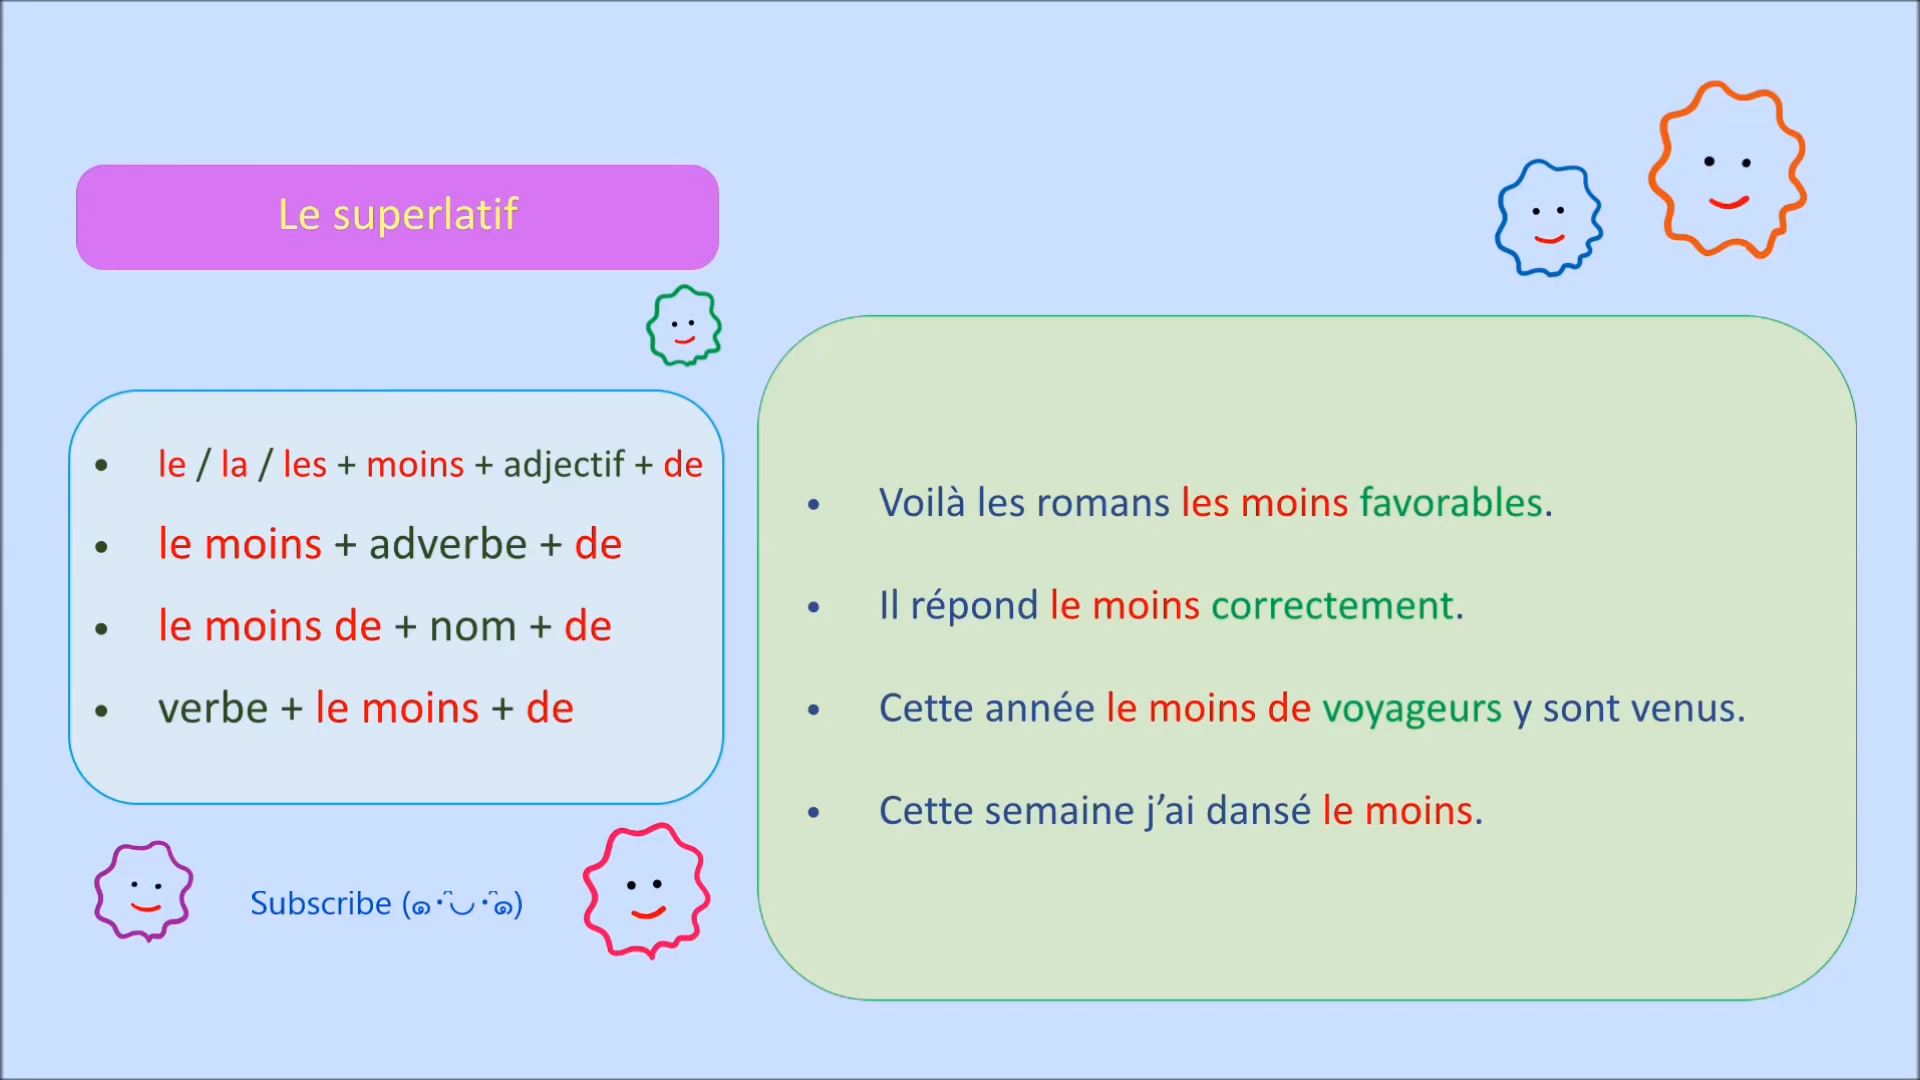 Le superlatif
• le / la / les + moins + adjectif + de
• le moins + adverbe + de
• le moins de + nom + de
• verbe + le moins + de
Subscribe (๑･̑◡･̑๑)
• Voilà les romans les moins favorables.
• Il répond le moins correctement.
• Cette année le moins de voyageurs y sont venus.
• Cette semaine j’ai dansé le moins.